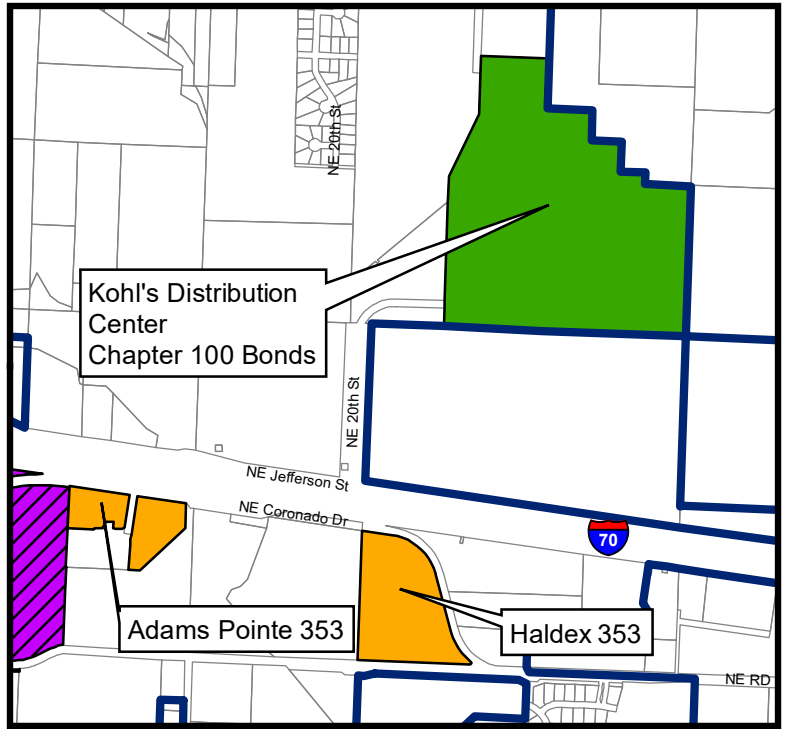 NE 20th St
Kohl's Distribution
Center
Chapter 100 Bonds
NE 20th St
NE Jefferson St
NE Coronado Dr
70
Adams Pointe 353
Haldex 353
NE RD